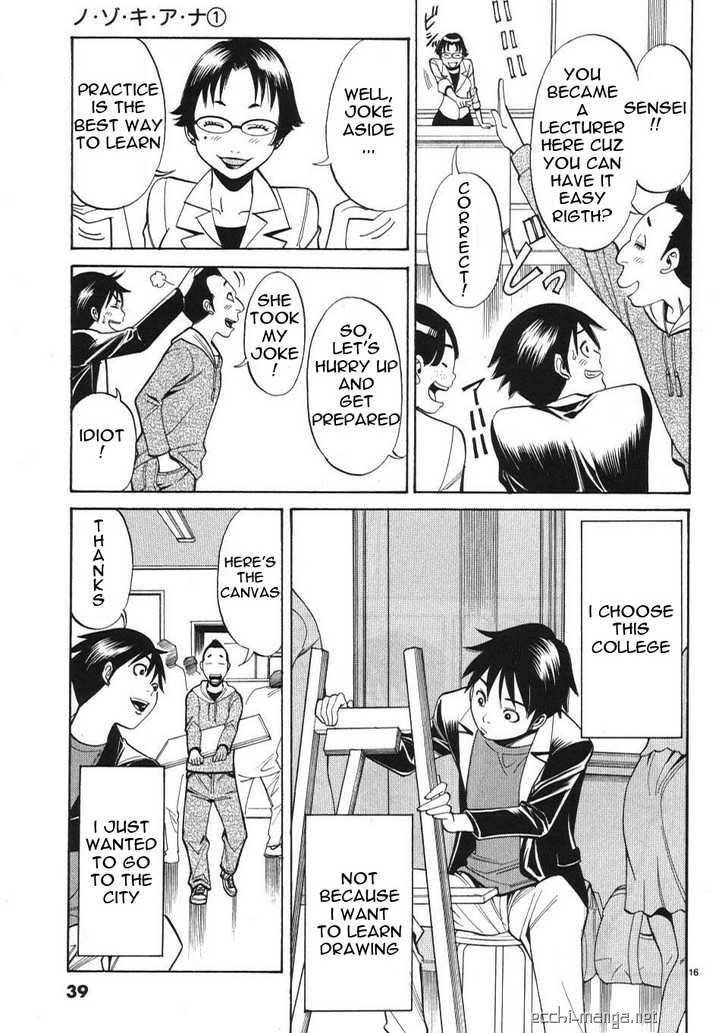 ノ・ゾ・キ・ア・ナ①
SENSEI
!!
YOU
BECAME
A
LECTURER
HERE CUZ
YOU CAN
HAVE IT
EASY
RIGTH?
CORRECT!
WELL,
JOKE
ASIDE
...
PRACTICE
IS THE
BEST WAY
TO LEARN
SO,
LET'S
HURRY UP
AND
GET
PREPARED
SHE
TOOK
MY
JOKE
!
IDIOT
!
I CHOOSE
THIS
COLLEGE
NOT
BECAUSE
I WANT
TO LEARN
DRAWING
HERE'S
THE
CANVAS
THANKS
I JUST
WANTED
TO GO
TO THE
CITY
16
39
ecchi-manga.net